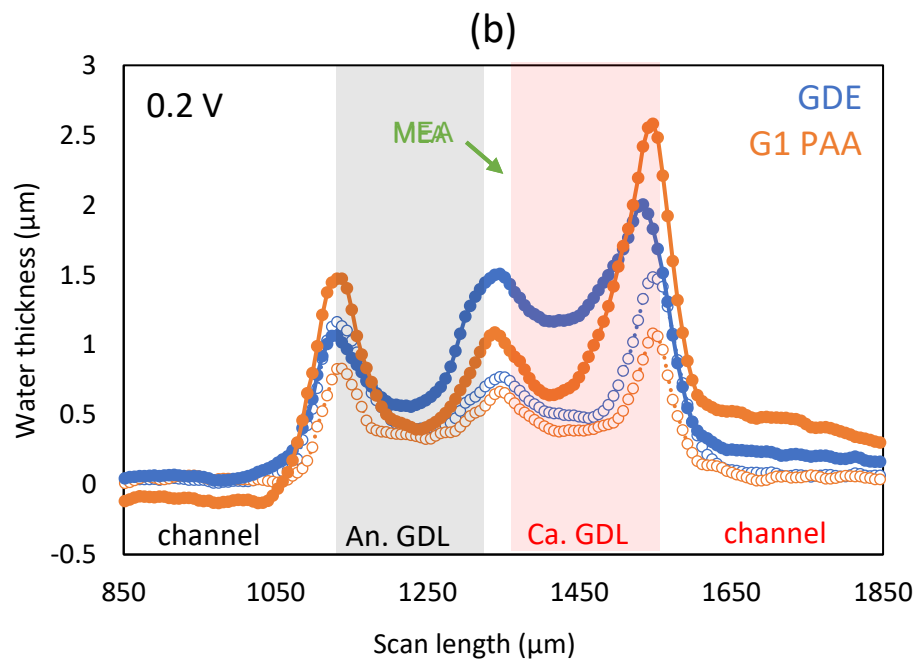 (b)
3
2.5
2
1.5
1
0.5
0
-0.5
Water thickness (µm)
0.2 V
MEA
GDE
G1 PAA
channel
An. GDL
Ca. GDL
channel
850
1050
1250
1450
1650
1850
Scan length (µm)